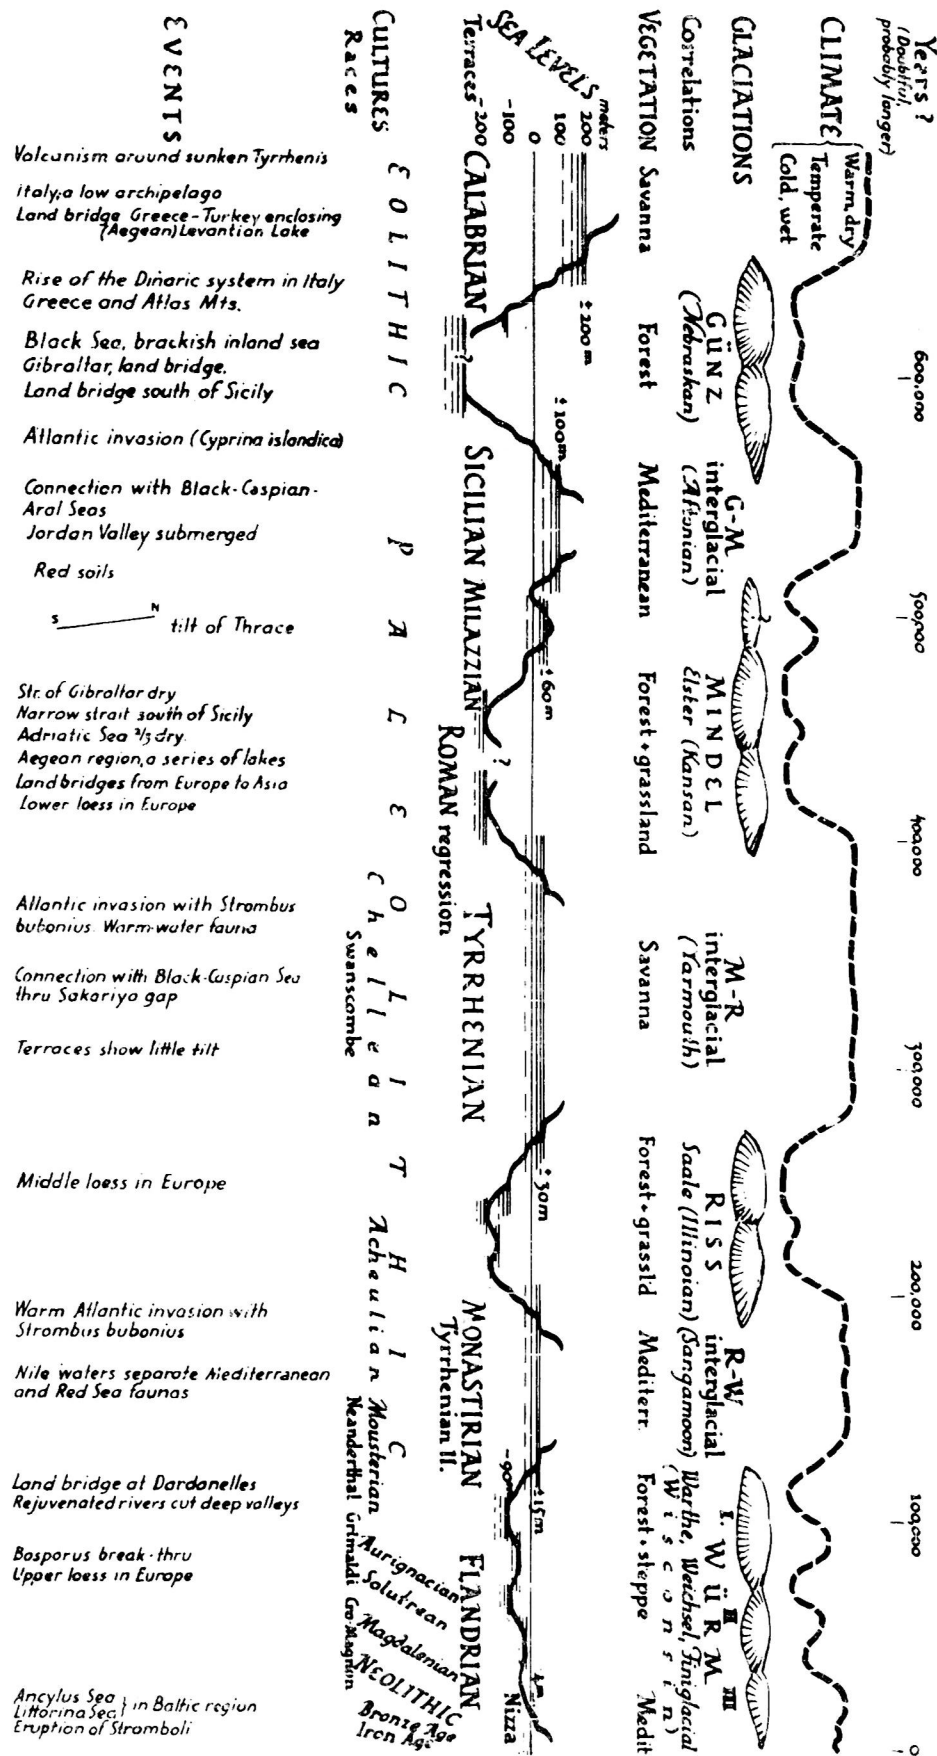 Years?
(Doubtful,
probably longer)
600,000
500,000
400,000
300,000
200,000
100,000
0
CLIMATE
Warm, dry
Temperate
Cold, wet
GLACIATIONS
Correlations
GÜNZ
(Nebraskan)
G-M
interglacial
(Aftonian)
?
MINDEL
Elster (Kansan)
M-R
interglacial
(Yarmouth)
RISS
Saale (Illinoian)
R-W
interglacial
(Sangamoon)
I. WÜRM
II
III
Warthe, Weichsel, Finiglacial
(Wisconsin)
VEGETATION
Savanna
Forest
Mediterranean
Forest + grassland
Savanna
Forest + grassl'd
Mediterr.
Forest + steppe
Medit
SEA LEVELS
meters
200
100
0
-100
-200
Terraces
±200m
±100m
±60m
±30m
±15m
-90m
4m
Nizza
?
?
CALABRIAN
SICILIAN
MILAZZIAN
ROMAN regression
TYRRHENIAN
MONASTIRIAN
Tyrrhenian II.
FLANDRIAN
CULTURES
Races
EOLITHIC
PALEOLITHIC
Chellean
Swanscombe
Acheulian
Mousterian
Neanderthal
Grimaldi
Cro-Magnon
Aurignacian
Solutrean
Magdalenian
NEOLITHIC
Bronze Age
Iron Age
EVENTS
Volcanism around sunken Tyrrhenis
Italy; a low archipelago
Land bridge Greece-Turkey enclosing
(Aegean) Levantian Lake
Rise of the Dinaric system in Italy
Greece and Atlas Mts.
Black Sea, brackish inland sea
Gibraltar, land bridge.
Land bridge south of Sicily
Atlantic invasion (Cyprina islandica)
Connection with Black-Caspian-
Aral Seas
Jordan Valley submerged
Red soils
S N tilt of Thrace
Str. of Gibraltar dry
Narrow strait south of Sicily
Adriatic Sea 2/3 dry.
Aegean region, a series of lakes
Land bridges from Europe to Asia
Lower loess in Europe
Atlantic invasion with Strombus
bubonius. Warm-water fauna
Connection with Black-Caspian Sea
thru Sakariya gap
Terraces show little tilt
Middle loess in Europe
Warm Atlantic invasion with
Strombus bubonius
Nile waters separate Mediterranean
and Red Sea faunas
Land bridge at Dardanelles
Rejuvenated rivers cut deep valleys
Bosporus break-thru
Upper loess in Europe
Ancylus Sea
Littorina Sea } in Baltic region
Eruption of Stromboli